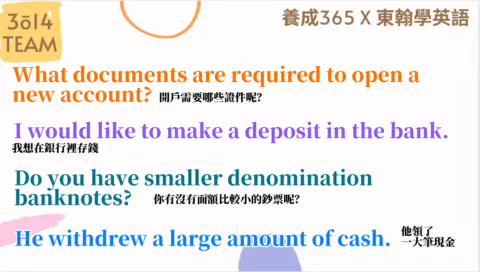 3014
TEAM
養成365 X 東翰學英語
What documents are required to open a
new account? 開戶需要哪些證件呢?
I would like to make a deposit in the bank.
我想在銀行裡存錢
Do you have smaller denomination
banknotes? 你有沒有面額比較小的鈔票呢?
He withdrew a large amount of cash. 他領了
一大筆現金